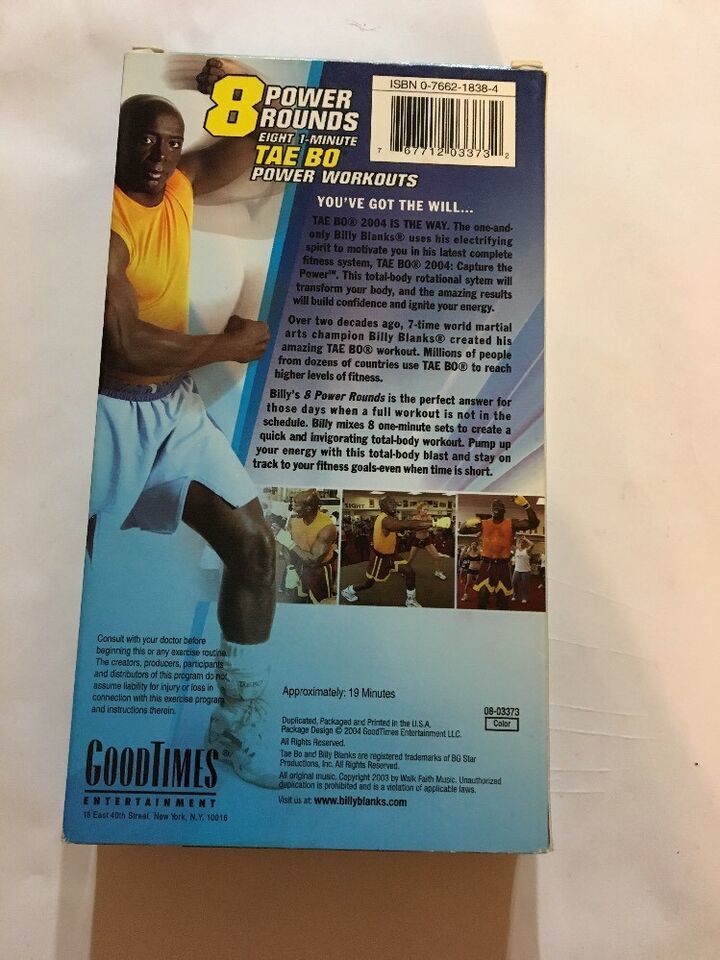 8 POWER
ROUNDS
EIGHT 1-MINUTE
TAE BO
POWER WORKOUTS
ISBN 0-7662-1838-4
7 67712 03373 2
YOU'VE GOT THE WILL...
TAE BO® 2004 IS THE WAY. The one-and-
only Billy Blanks® uses his electrifying
spirit to motivate you in his latest complete
fitness system, TAE BO® 2004: Capture the
Power™. This total-body rotational sytem will
transform your body, and the amazing results
will build confidence and ignite your energy.
Over two decades ago, 7-time world martial
arts champion Billy Blanks® created his
amazing TAE BO® workout. Millions of people
from dozens of countries use TAE BO® to reach
higher levels of fitness.
Billy's 8 Power Rounds is the perfect answer for
those days when a full workout is not in the
schedule. Billy mixes 8 one-minute sets to create a
quick and invigorating total-body workout. Pump up
your energy with this total-body blast and stay on
track to your fitness goals-even when time is short.
Consult with your doctor before
beginning this or any exercise routine.
The creators, producers, participants
and distributors of this program do not
assume liability for injury or loss in
connection with this exercise program
and instructions therein.
TAE BO
Approximately: 19 Minutes
08-03373
Color
Duplicated, Packaged and Printed in the U.S.A.
Package Design © 2004 GoodTimes Entertainment LLC.
All Rights Reserved.
Tae Bo and Billy Blanks are registered trademarks of BG Star
Productions, Inc. All Rights Reserved.
All original music. Copyright 2003 by Walk Faith Music. Unauthorized
duplication is prohibited and is a violation of applicable laws.
Visit us at: www.billyblanks.com
GOODTIMES®
ENTERTAINMENT
16 East 40th Street, New York, N.Y. 10016